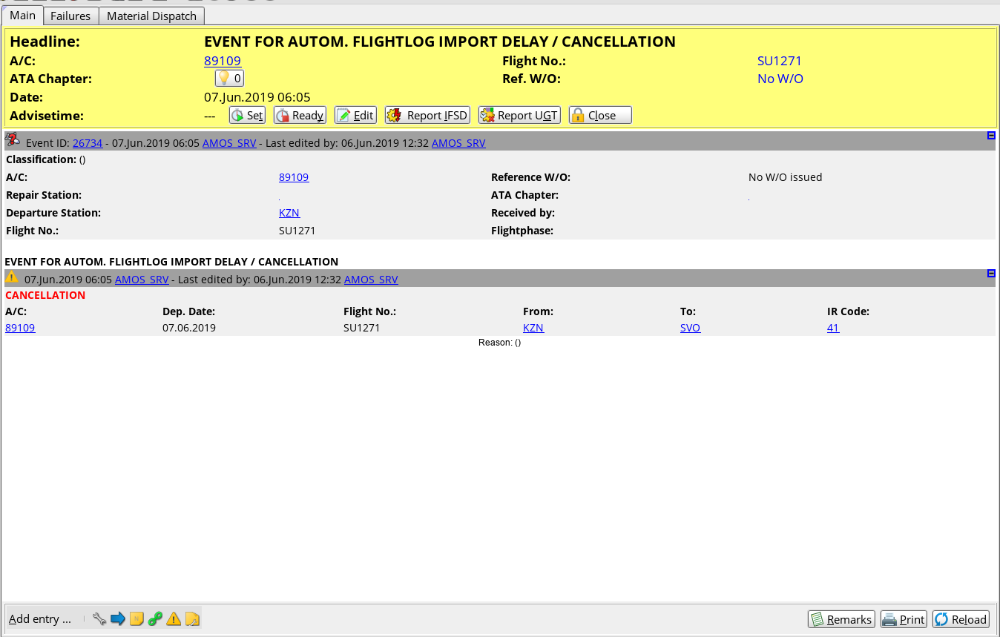 Main Failures Material Dispatch
Headline: EVENT FOR AUTOM. FLIGHTLOG IMPORT DELAY / CANCELLATION
A/C: 89109 Flight No.: SU1271
ATA Chapter: 0 Ref. W/O: No W/O
Date: 07.Jun.2019 06:05
Advisetime: --- Set Ready Edit Report IFSD Report UGT Close
Event ID: 26734 - 07.Jun.2019 06:05 AMOS_SRV - Last edited by: 06.Jun.2019 12:32 AMOS_SRV
Classification: ()
A/C: 89109 Reference W/O: No W/O issued
Repair Station: . ATA Chapter: .
Departure Station: KZN Received by:
Flight No.: SU1271 Flightphase:
EVENT FOR AUTOM. FLIGHTLOG IMPORT DELAY / CANCELLATION
07.Jun.2019 06:05 AMOS_SRV - Last edited by: 06.Jun.2019 12:32 AMOS_SRV
CANCELLATION
A/C: Dep. Date: Flight No.: From: To: IR Code:
89109 07.06.2019 SU1271 KZN SVO 41
Reason: ()
Add entry ... Remarks Print Reload